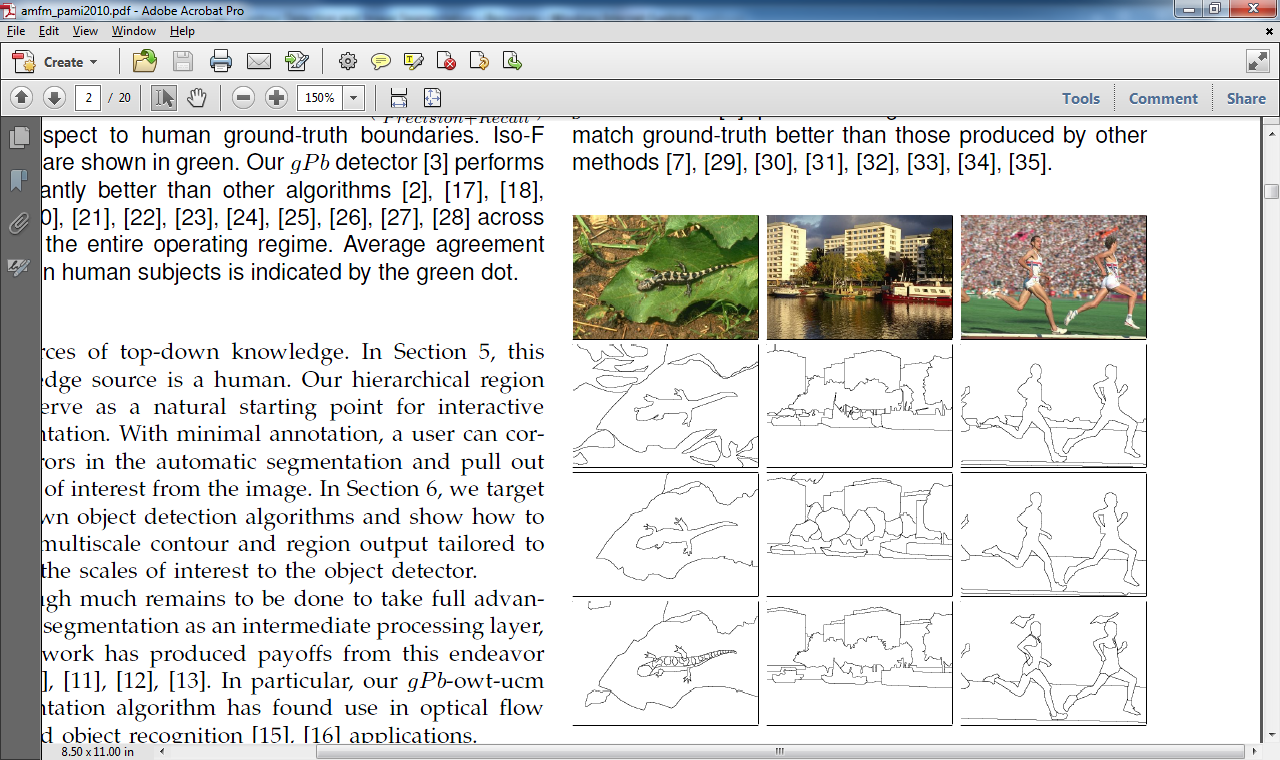 amfm_pami2010.pdf - Adobe Acrobat Pro
File Edit View Window Help
Create
2 / 20 150% Tools Comment Share
Precision+Recall
spect to human ground-truth boundaries. Iso-F
are shown in green. Our gPb detector [3] performs
antly better than other algorithms [2], [17], [18],
0], [21], [22], [23], [24], [25], [26], [27], [28] across
the entire operating regime. Average agreement
n human subjects is indicated by the green dot.
rces of top-down knowledge. In Section 5, this
edge source is a human. Our hierarchical region
erve as a natural starting point for interactive
ntation. With minimal annotation, a user can cor-
rors in the automatic segmentation and pull out
of interest from the image. In Section 6, we target
wn object detection algorithms and show how to
multiscale contour and region output tailored to
the scales of interest to the object detector.
ugh much remains to be done to take full advan-
segmentation as an intermediate processing layer,
work has produced payoffs from this endeavor
], [11], [12], [13]. In particular, our gPb-owt-ucm
ntation algorithm has found use in optical flow
d object recognition [15], [16] applications.
match ground-truth better than those produced by other
methods [7], [29], [30], [31], [32], [33], [34], [35].
8.50 x 11.00 in